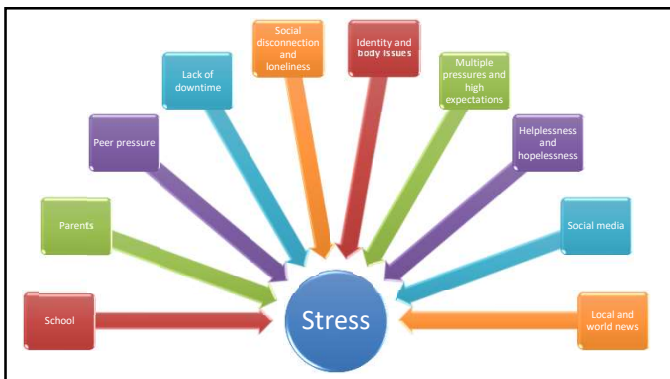 School
Parents
Peer pressure
Lack of
downtime
Social
disconnection
and
loneliness
Identity and
body issues
Multiple
pressures and
high
expectations
Helplessness
and
hopelessness
Social media
Local and
world news
Stress